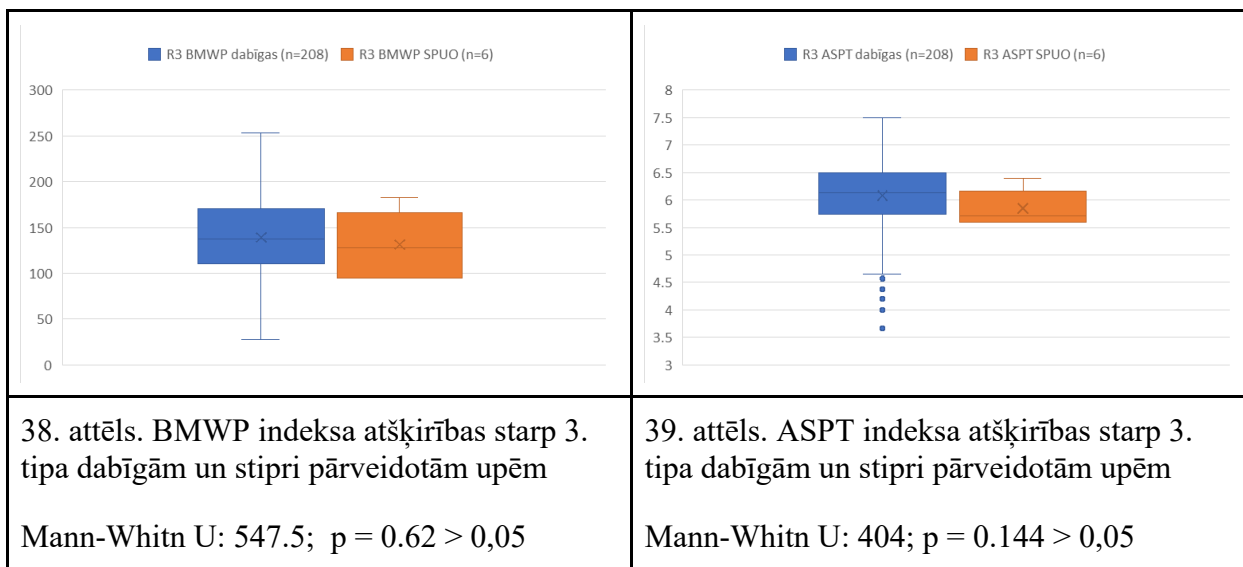 R3 BMWP dabīgas (n=208) R3 BMWP SPUO (n=6)
300
250
200
150
100
50
0
R3 ASPT dabīgas (n=208) R3 ASPT SPUO (n=6)
8
7.5
7
6.5
6
5.5
5
4.5
4
3.5
3
38. attēls. BMWP indeksa atšķirības starp 3.
tipa dabīgām un stipri pārveidotām upēm
Mann-Whitn U: 547.5; p = 0.62 > 0,05
39. attēls. ASPT indeksa atšķirības starp 3.
tipa dabīgām un stipri pārveidotām upēm
Mann-Whitn U: 404; p = 0.144 > 0,05